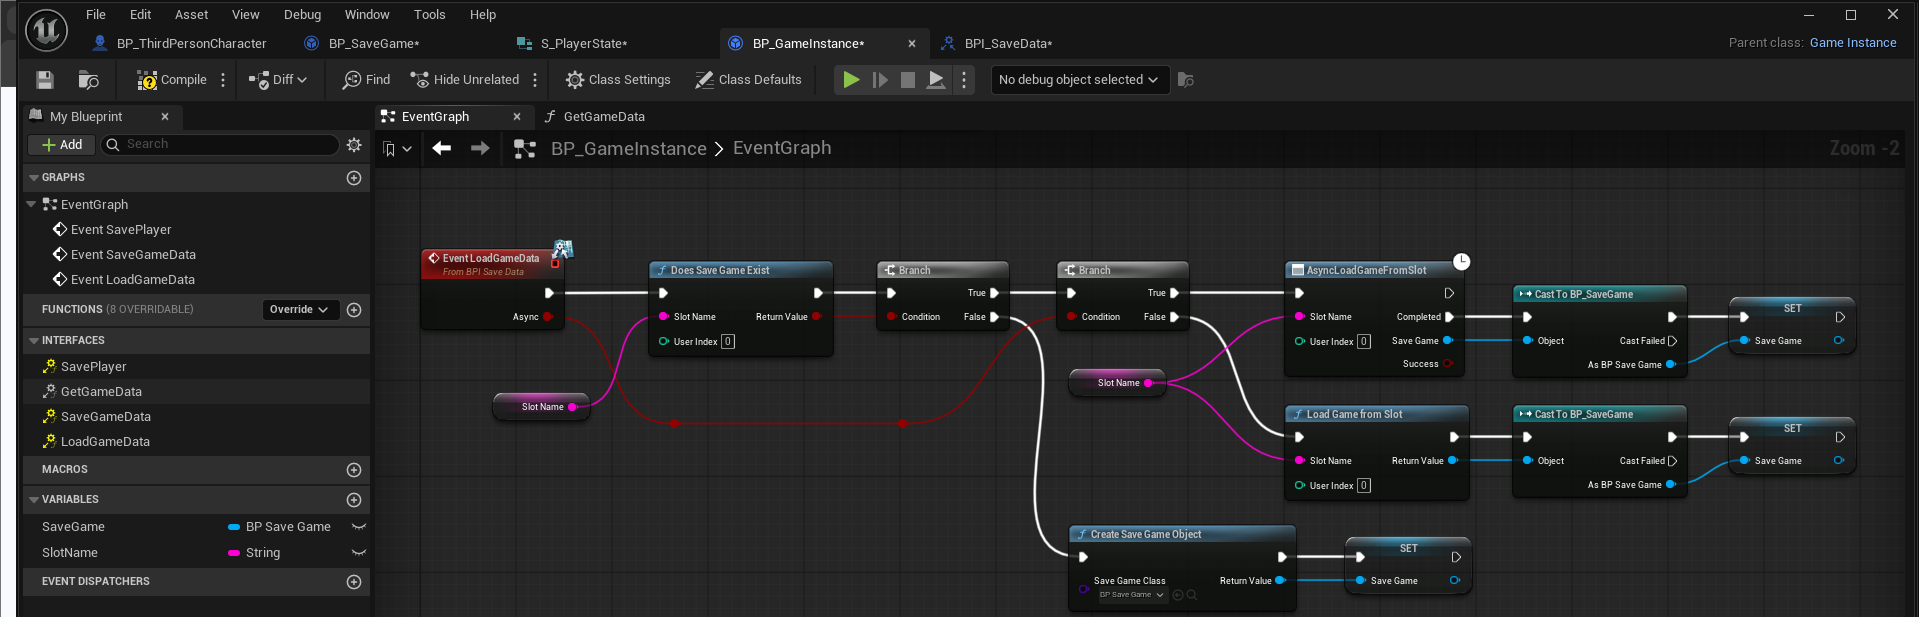 File Edit Asset View Debug Window Tools Help
BP_ThirdPersonCharacter BP_SaveGame* S_PlayerState* BP_GameInstance* BPI_SaveData* Parent class: Game Instance
Compile Diff Find Hide Unrelated Class Settings Class Defaults No debug object selected
My Blueprint EventGraph GetGameData
Add Search BP_GameInstance > EventGraph Zoom -2
GRAPHS
EventGraph
Event SavePlayer
Event SaveGameData
Event LoadGameData
FUNCTIONS (8 OVERRIDABLE) Override
INTERFACES
SavePlayer
GetGameData
SaveGameData
LoadGameData
MACROS
VARIABLES
SaveGame BP Save Game
SlotName String
EVENT DISPATCHERS
Event LoadGameData
From BPI Save Data
Async
Slot Name
Does Save Game Exist
Slot Name Return Value
User Index 0
Branch
True
Condition False
Branch
True
Condition False
Slot Name
AsyncLoadGameFromSlot
Slot Name Completed
User Index 0 Save Game
Success
Cast To BP_SaveGame
Object Cast Failed
As BP Save Game
SET
Save Game
Load Game from Slot
Slot Name Return Value
User Index 0
Cast To BP_SaveGame
Object Cast Failed
As BP Save Game
SET
Save Game
Create Save Game Object
Save Game Class Return Value
BP Save Game
SET
Save Game